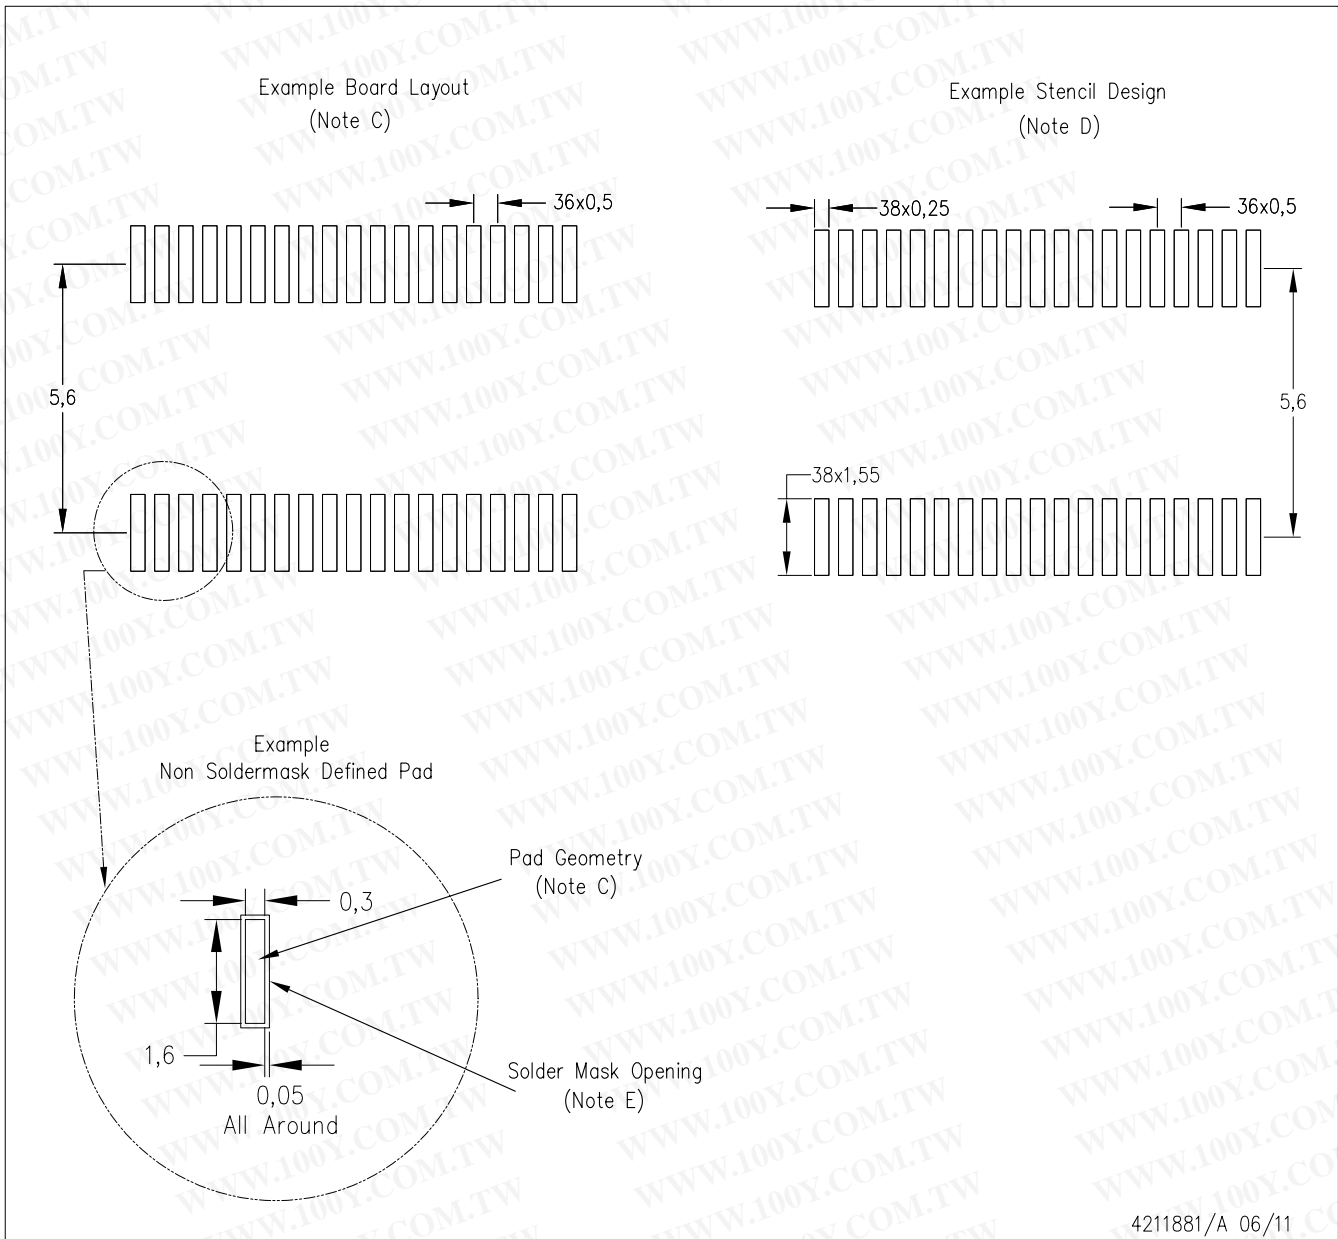 Example Board Layout
(Note C)
36x0,5
5,6
Example Stencil Design
(Note D)
38x0,25
36x0,5
38x1,55
5,6
Example
Non Soldermask Defined Pad
Pad Geometry
(Note C)
0,3
1,6
0,05
All Around
Solder Mask Opening
(Note E)
4211881/A 06/11
WWW.100Y.COM.TW